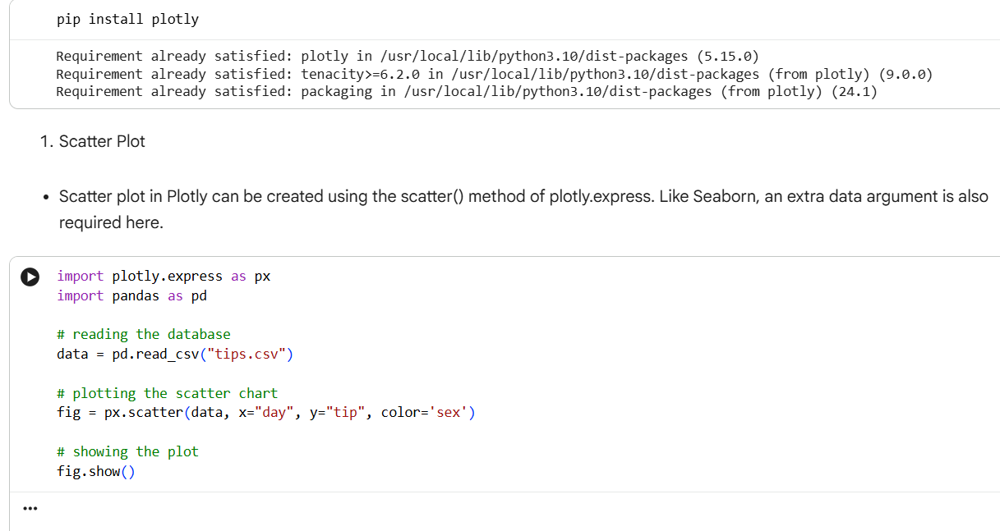 pip install plotly
Requirement already satisfied: plotly in /usr/local/lib/python3.10/dist-packages (5.15.0)
Requirement already satisfied: tenacity>=6.2.0 in /usr/local/lib/python3.10/dist-packages (from plotly) (9.0.0)
Requirement already satisfied: packaging in /usr/local/lib/python3.10/dist-packages (from plotly) (24.1)
1. Scatter Plot
• Scatter plot in Plotly can be created using the scatter() method of plotly.express. Like Seaborn, an extra data argument is also
required here.
import plotly.express as px
import pandas as pd
# reading the database
data = pd.read_csv("tips.csv")
# plotting the scatter chart
fig = px.scatter(data, x="day", y="tip", color='sex')
# showing the plot
fig.show()